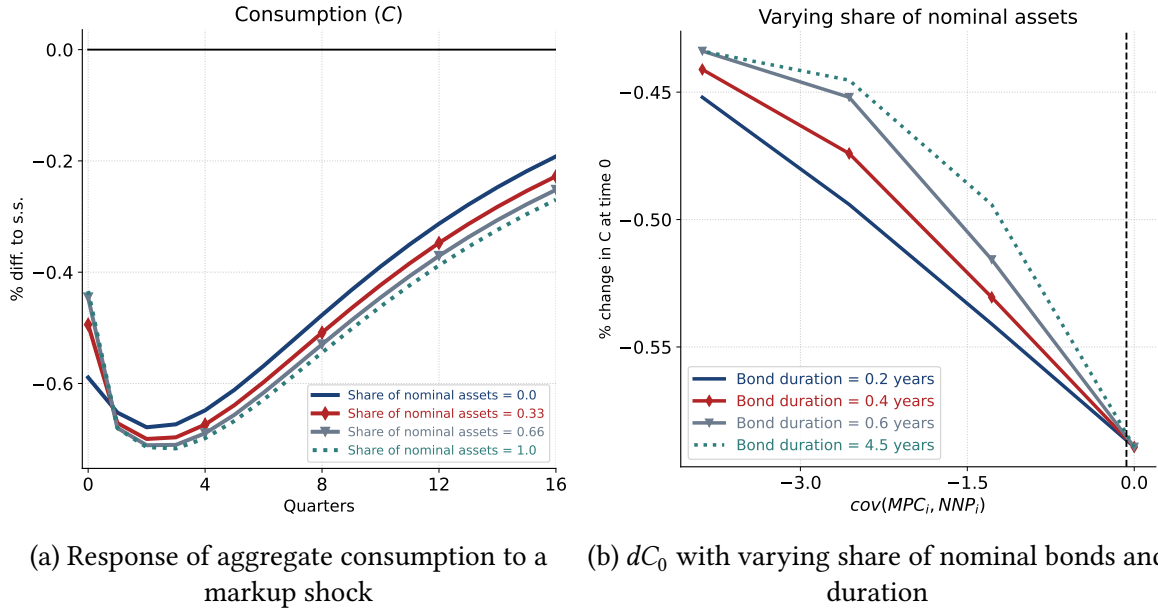 Consumption (C)
% diff. to s.s.
0.0
−0.2
−0.4
−0.6
0
4
8
12
16
Quarters
Share of nominal assets = 0.0
Share of nominal assets = 0.33
Share of nominal assets = 0.66
Share of nominal assets = 1.0
(a) Response of aggregate consumption to a
markup shock
Varying share of nominal assets
% change in C at time 0
−0.45
−0.50
−0.55
−3.0
−1.5
0.0
cov(MPCᵢ, NNPᵢ)
Bond duration = 0.2 years
Bond duration = 0.4 years
Bond duration = 0.6 years
Bond duration = 4.5 years
(b) dC₀ with varying share of nominal bonds and
duration